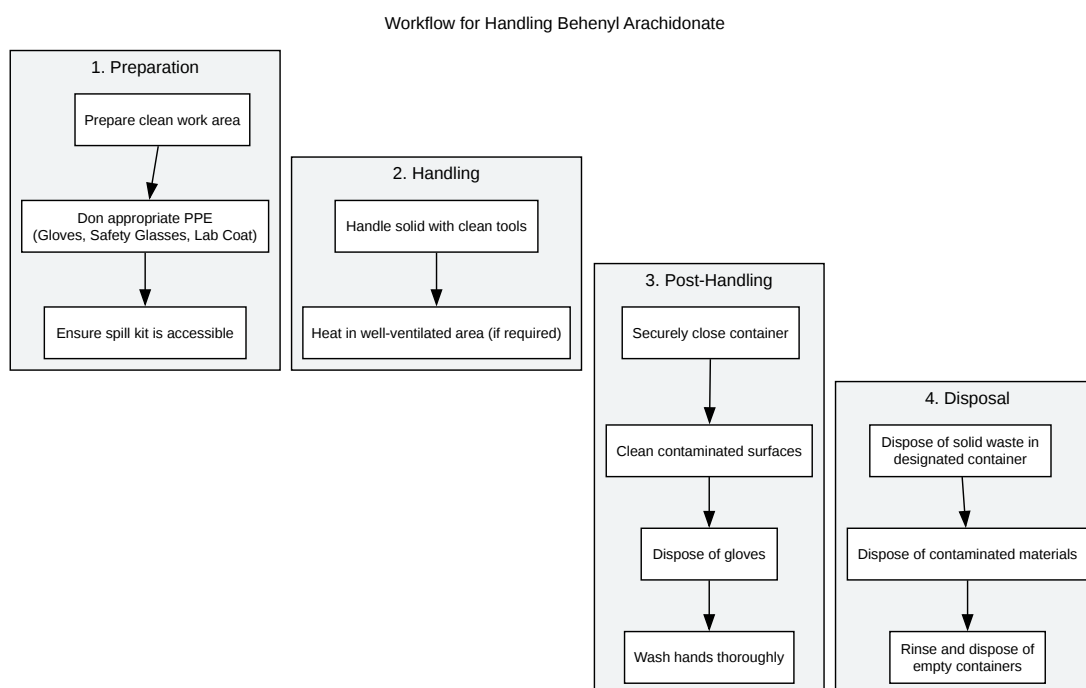 Workflow for Handling Behenyl Arachidonate
1. Preparation
Prepare clean work area
Don appropriate PPE
(Gloves, Safety Glasses, Lab Coat)
Ensure spill kit is accessible
2. Handling
Handle solid with clean tools
Heat in well-ventilated area (if required)
3. Post-Handling
Securely close container
Clean contaminated surfaces
Dispose of gloves
Wash hands thoroughly
4. Disposal
Dispose of solid waste in
designated container
Dispose of contaminated materials
Rinse and dispose of
empty containers